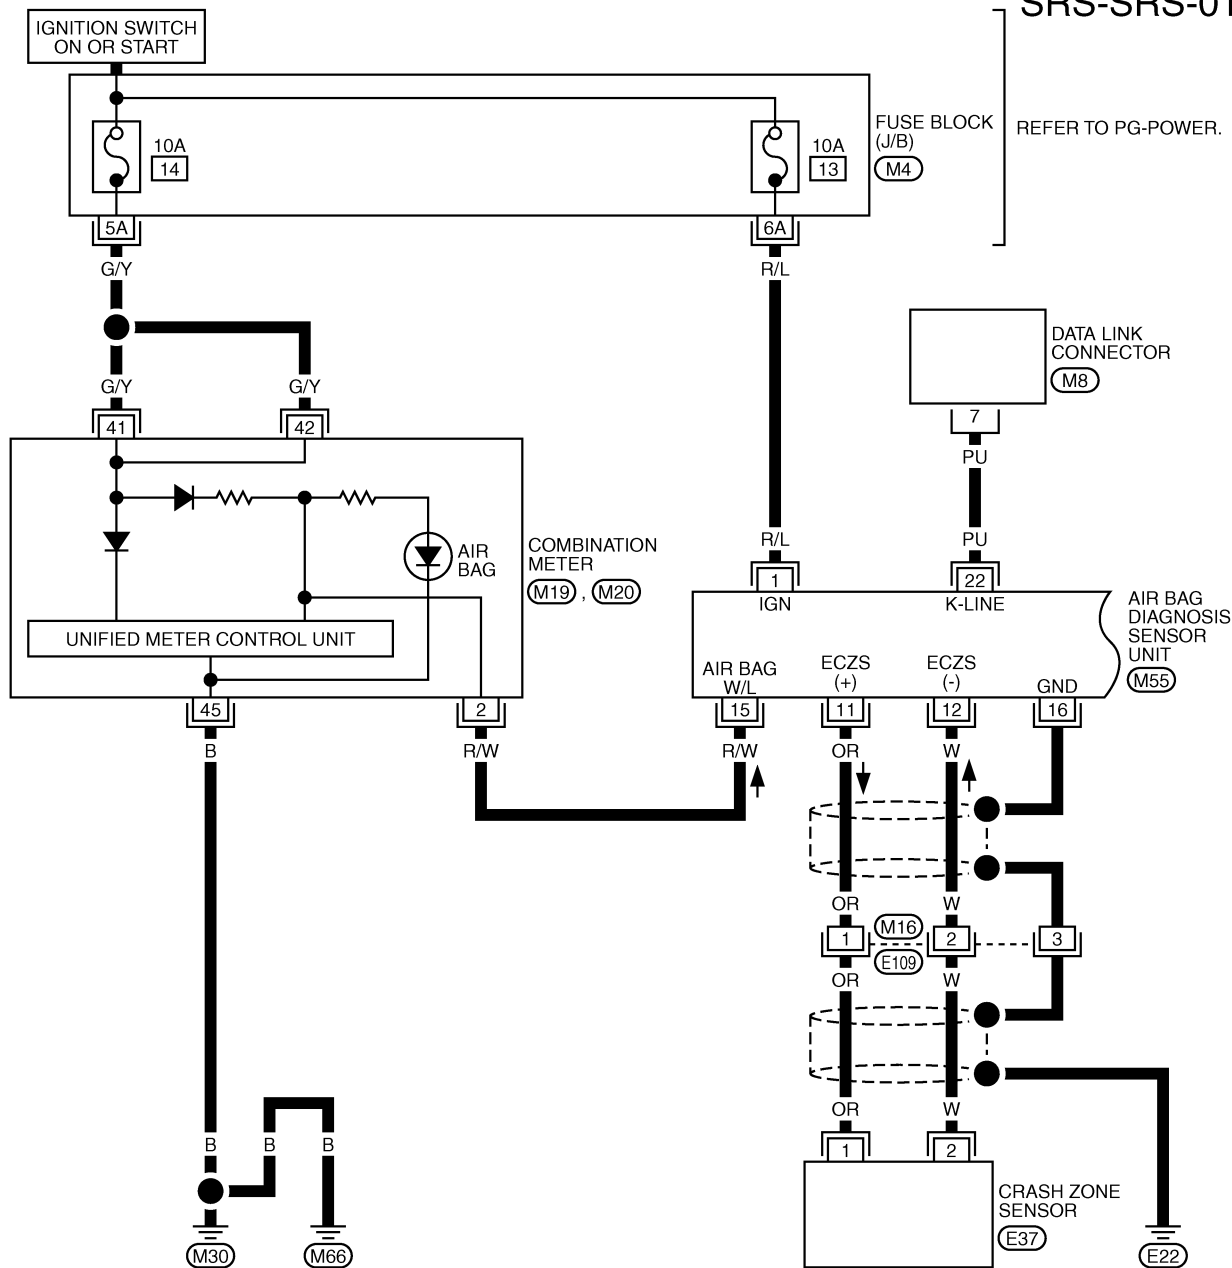 SRS-SRS-01
IGNITION SWITCH
ON OR START
10A
14
10A
13
FUSE BLOCK
(J/B)
M4
REFER TO PG-POWER.
5A
6A
G/Y
R/L
G/Y
G/Y
41
42
DATA LINK
CONNECTOR
M8
7
PU
R/L
PU
1
22
IGN
K-LINE
AIR
BAG
COMBINATION
METER
M19 , M20
UNIFIED METER CONTROL UNIT
AIR BAG
DIAGNOSIS
SENSOR
UNIT
M55
AIR BAG
W/L
ECZS
(+)
ECZS
(-)
GND
45
2
15
11
12
16
B
R/W
R/W
OR
W
OR
W
1
M16
2
3
E109
OR
W
OR
W
1
2
B
B
B
CRASH ZONE
SENSOR
E37
M30
M66
E22